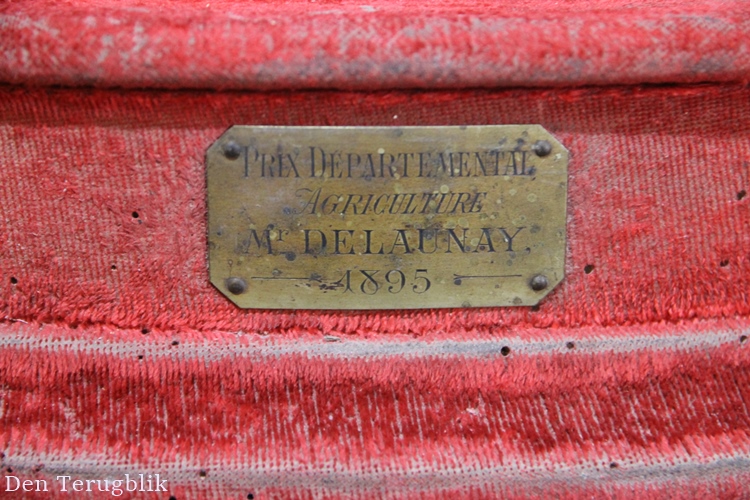 PRIX DEPARTEMENTAL
AGRICULTURE
Mr DELAUNAY.
1895
Den Terugblik